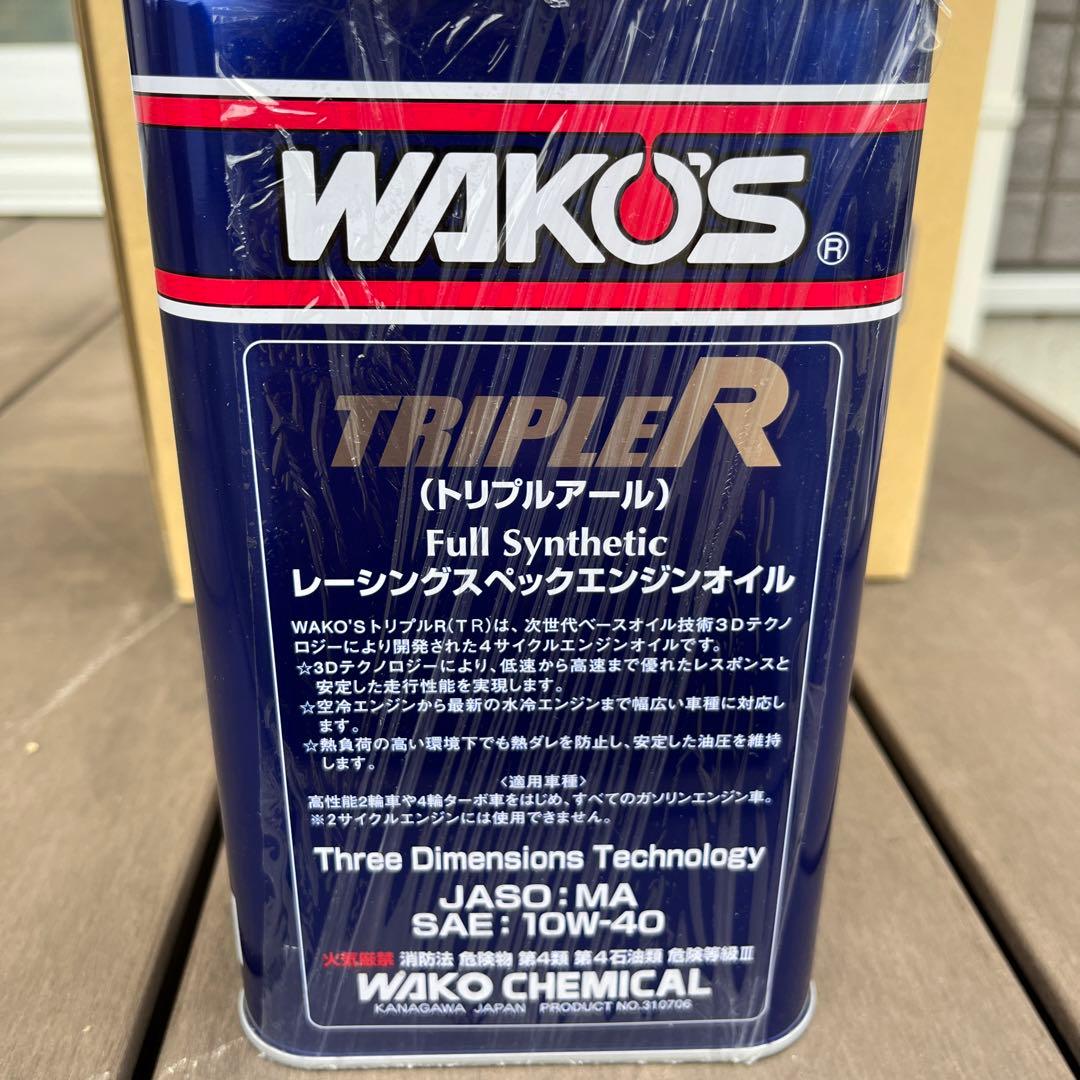 WAKO'S®
TRIPLER
(トリプルアール)
Full Synthetic
レーシングスペックエンジンオイル
WAKO'SトリプルR(TR)は、次世代ベースオイル技術3Dテクノ
ロジーにより開発された4サイクルエンジンオイルです。
☆3Dテクノロジーにより、低速から高速まで優れたレスポンスと
安定した走行性能を実現します。
☆空冷エンジンから最新の水冷エンジンまで幅広い車種に対応し
ます。
☆熱負荷の高い環境下でも熱ダレを防止し、安定した油圧を維持
します。
〈適用車種〉
高性能2輪車や4輪ターボ車をはじめ、すべてのガソリンエンジン車。
※2サイクルエンジンには使用できません。
Three Dimensions Technology
JASO:MA
SAE:10W-40
火気厳禁 消防法 危険物 第4類 第4石油類 危険等級Ⅲ
WAKO CHEMICAL
KANAGAWA JAPAN PRODUCT NO.310706